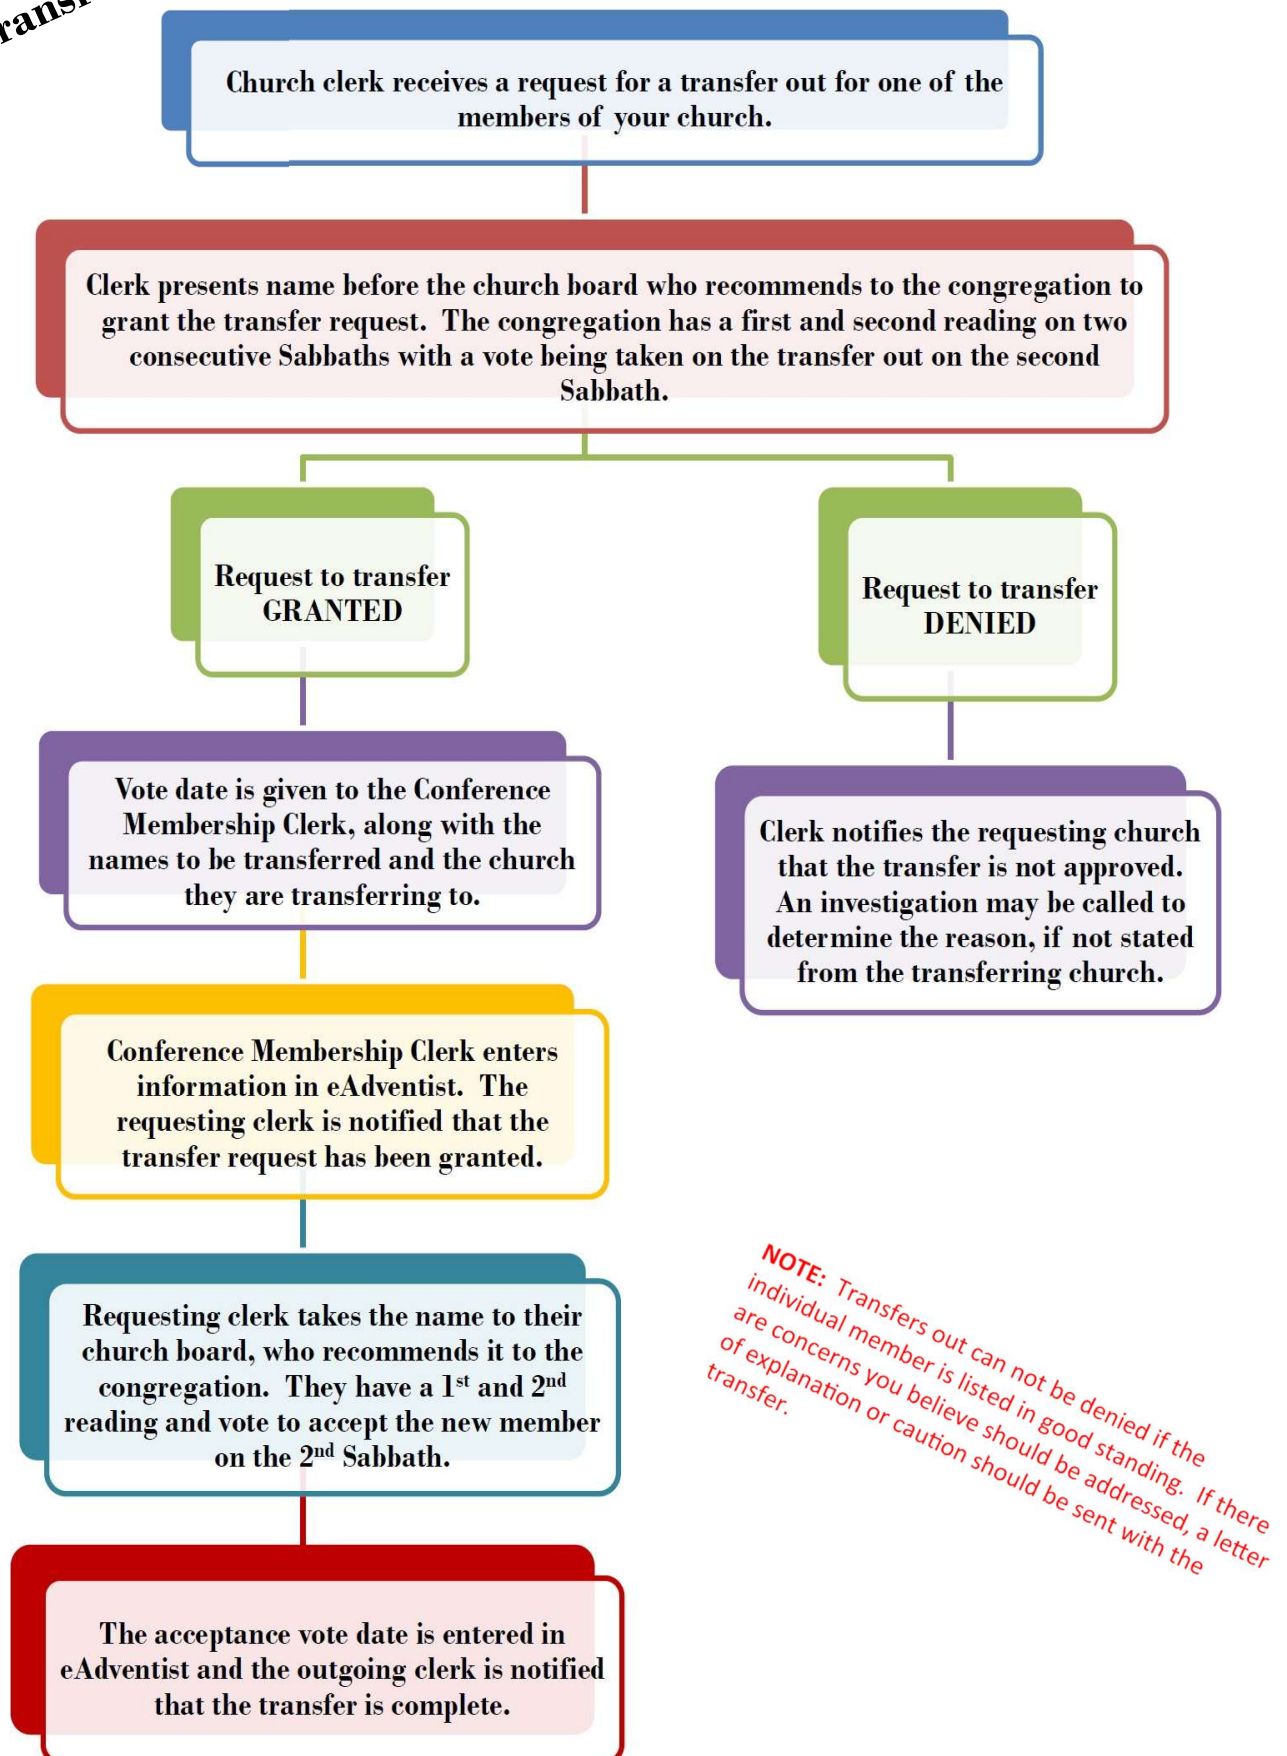 Church clerk receives a request for a transfer out for one of the
members of your church.
Clerk presents name before the church board who recommends to the congregation to
grant the transfer request. The congregation has a first and second reading on two
consecutive Sabbaths with a vote being taken on the transfer out on the second
Sabbath.
Request to transfer
GRANTED
Request to transfer
DENIED
Vote date is given to the Conference
Membership Clerk, along with the
names to be transferred and the church
they are transferring to.
Clerk notifies the requesting church
that the transfer is not approved.
An investigation may be called to
determine the reason, if not stated
from the transferring church.
Conference Membership Clerk enters
information in eAdventist. The
requesting clerk is notified that the
transfer request has been granted.
Requesting clerk takes the name to their
church board, who recommends it to the
congregation. They have a 1st and 2nd
reading and vote to accept the new member
on the 2nd Sabbath.
NOTE: Transfers out can not be denied if the
individual member is listed in good standing. If there
are concerns you believe should be addressed, a letter
of explanation or caution should be sent with the
transfer.
The acceptance vote date is entered in
eAdventist and the outgoing clerk is notified
that the transfer is complete.